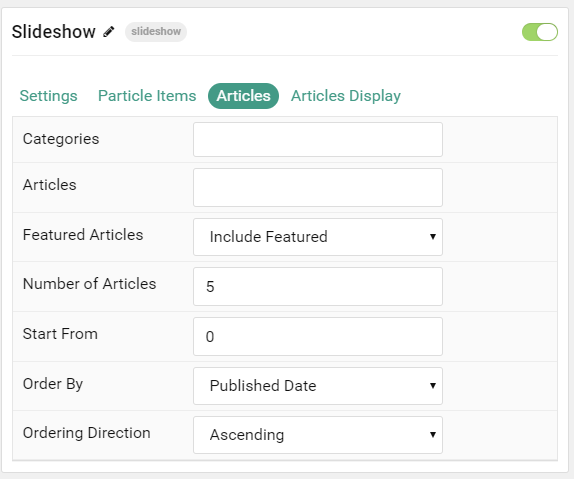 Slideshow slideshow
Settings Particle Items Articles Articles Display
Categories
Articles
Featured Articles Include Featured
Number of Articles 5
Start From 0
Order By Published Date
Ordering Direction Ascending